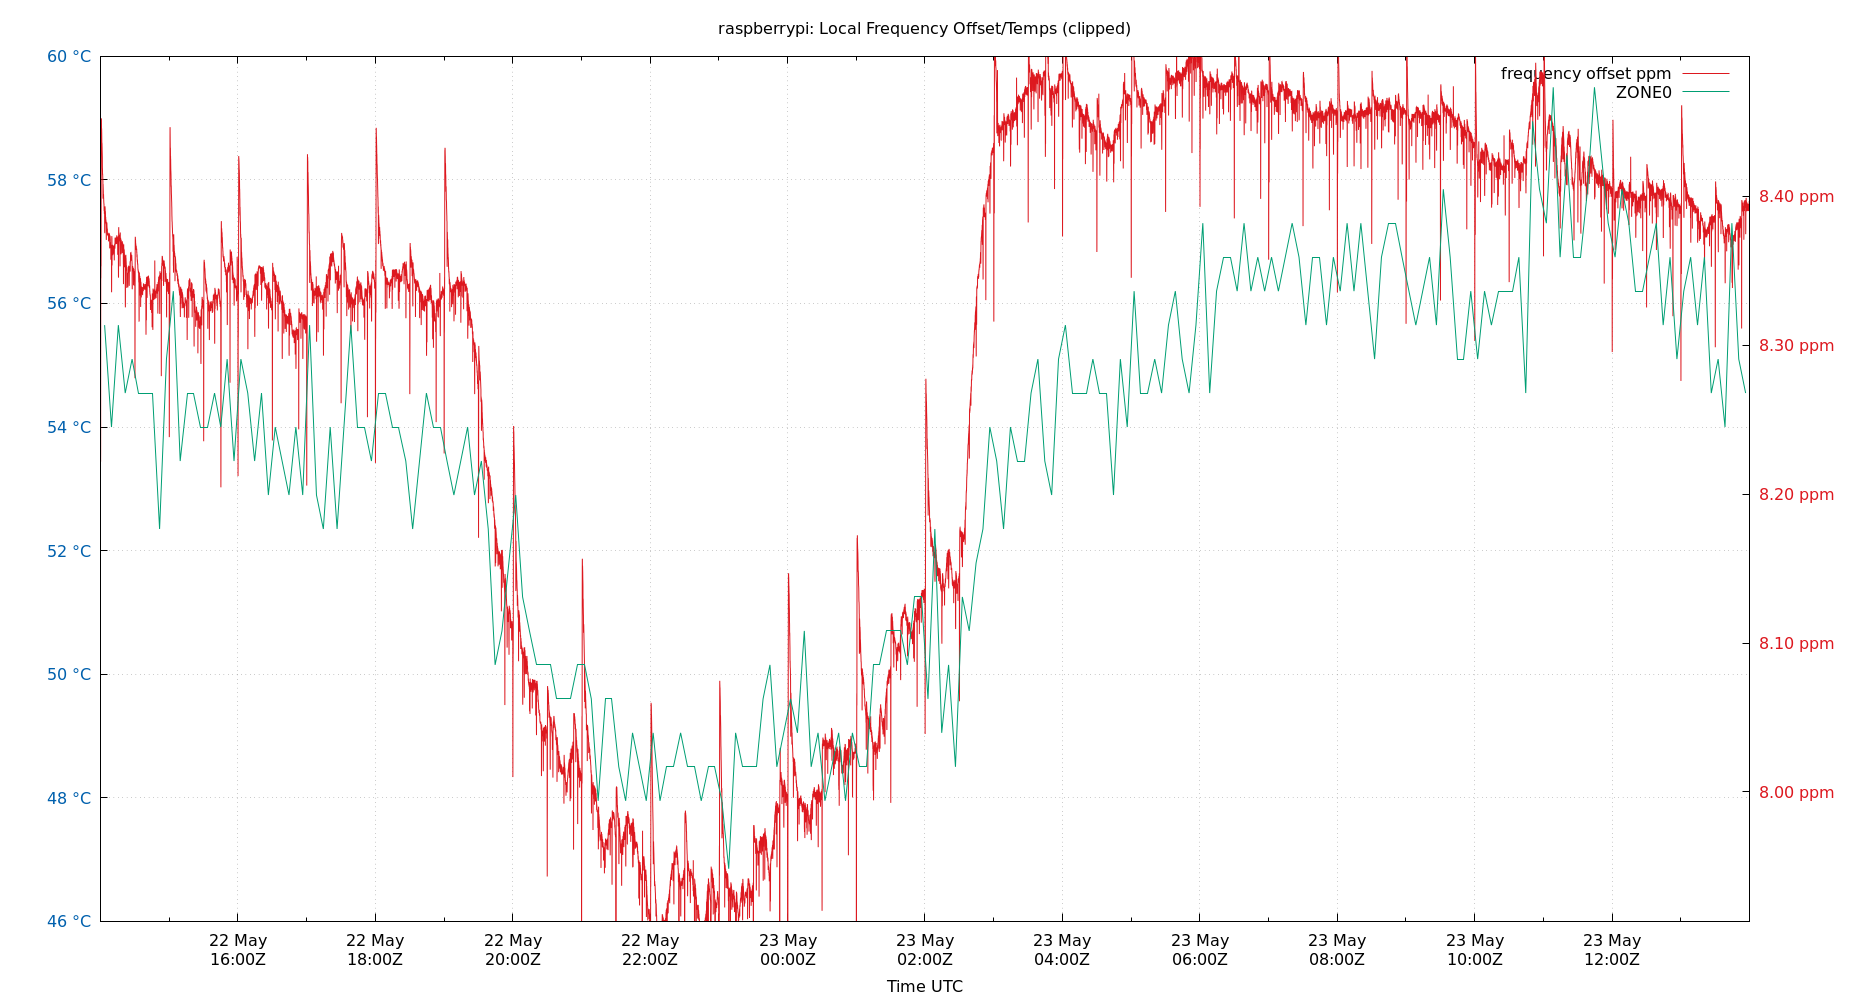 raspberrypi: Local Frequency Offset/Temps (clipped)
60 °C
58 °C
56 °C
54 °C
52 °C
50 °C
48 °C
46 °C
frequency offset ppm
ZONE0
8.40 ppm
8.30 ppm
8.20 ppm
8.10 ppm
8.00 ppm
22 May 22 May 22 May 22 May 23 May 23 May 23 May 23 May 23 May 23 May 23 May
16:00Z 18:00Z 20:00Z 22:00Z 00:00Z 02:00Z 04:00Z 06:00Z 08:00Z 10:00Z 12:00Z
Time UTC